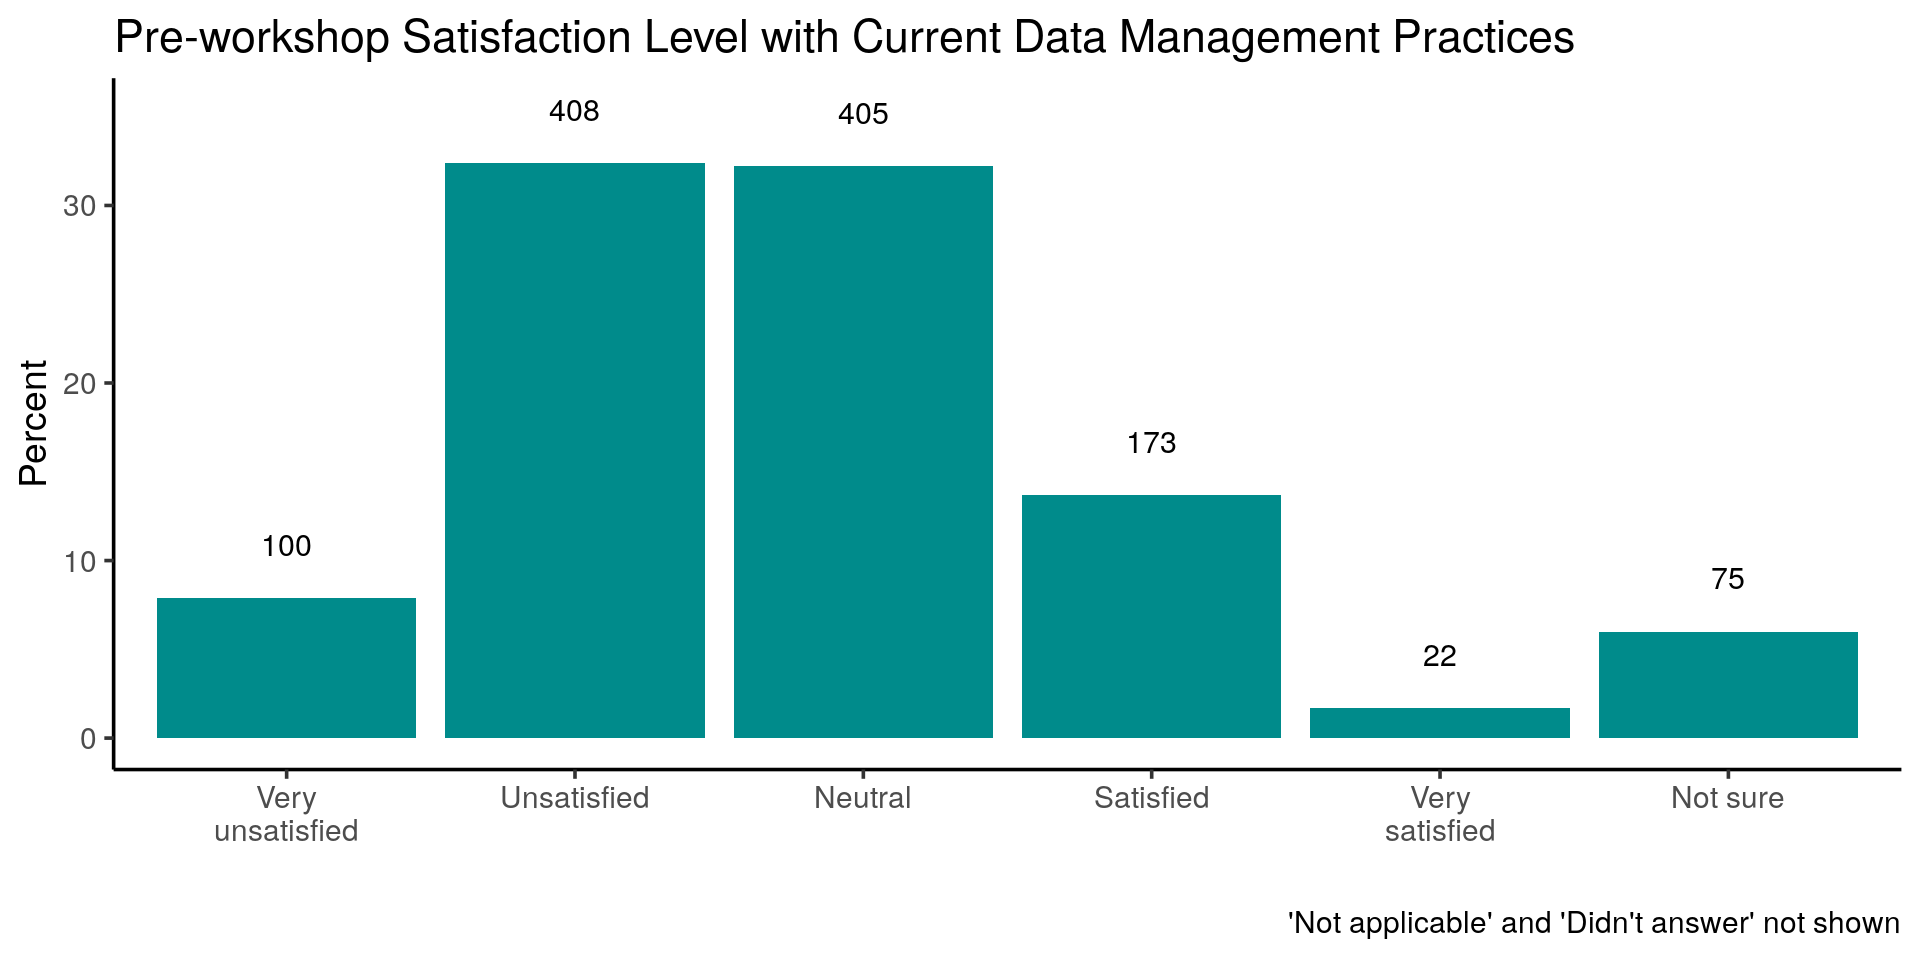 Pre-workshop Satisfaction Level with Current Data Management Practices
408
405
30
173
20
Percent
100
10
75
22
0
Very
unsatisfied
Unsatisfied
Neutral
Satisfied
Very
satisfied
Not sure
'Not applicable' and 'Didn't answer' not shown